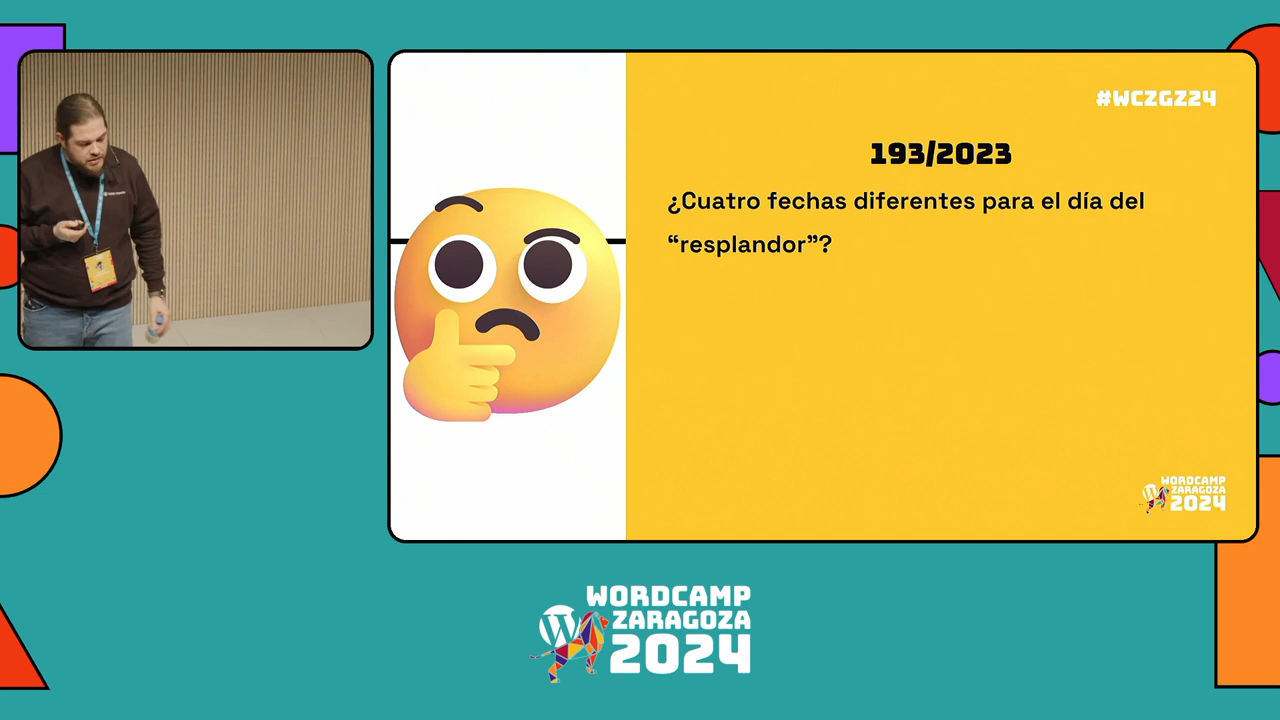 #WCZGZ24
193/2023
¿Cuatro fechas diferentes para el día del
“resplandor”?
WORDCAMP
ZARAGOZA
2024
WORDCAMP
ZARAGOZA
2024